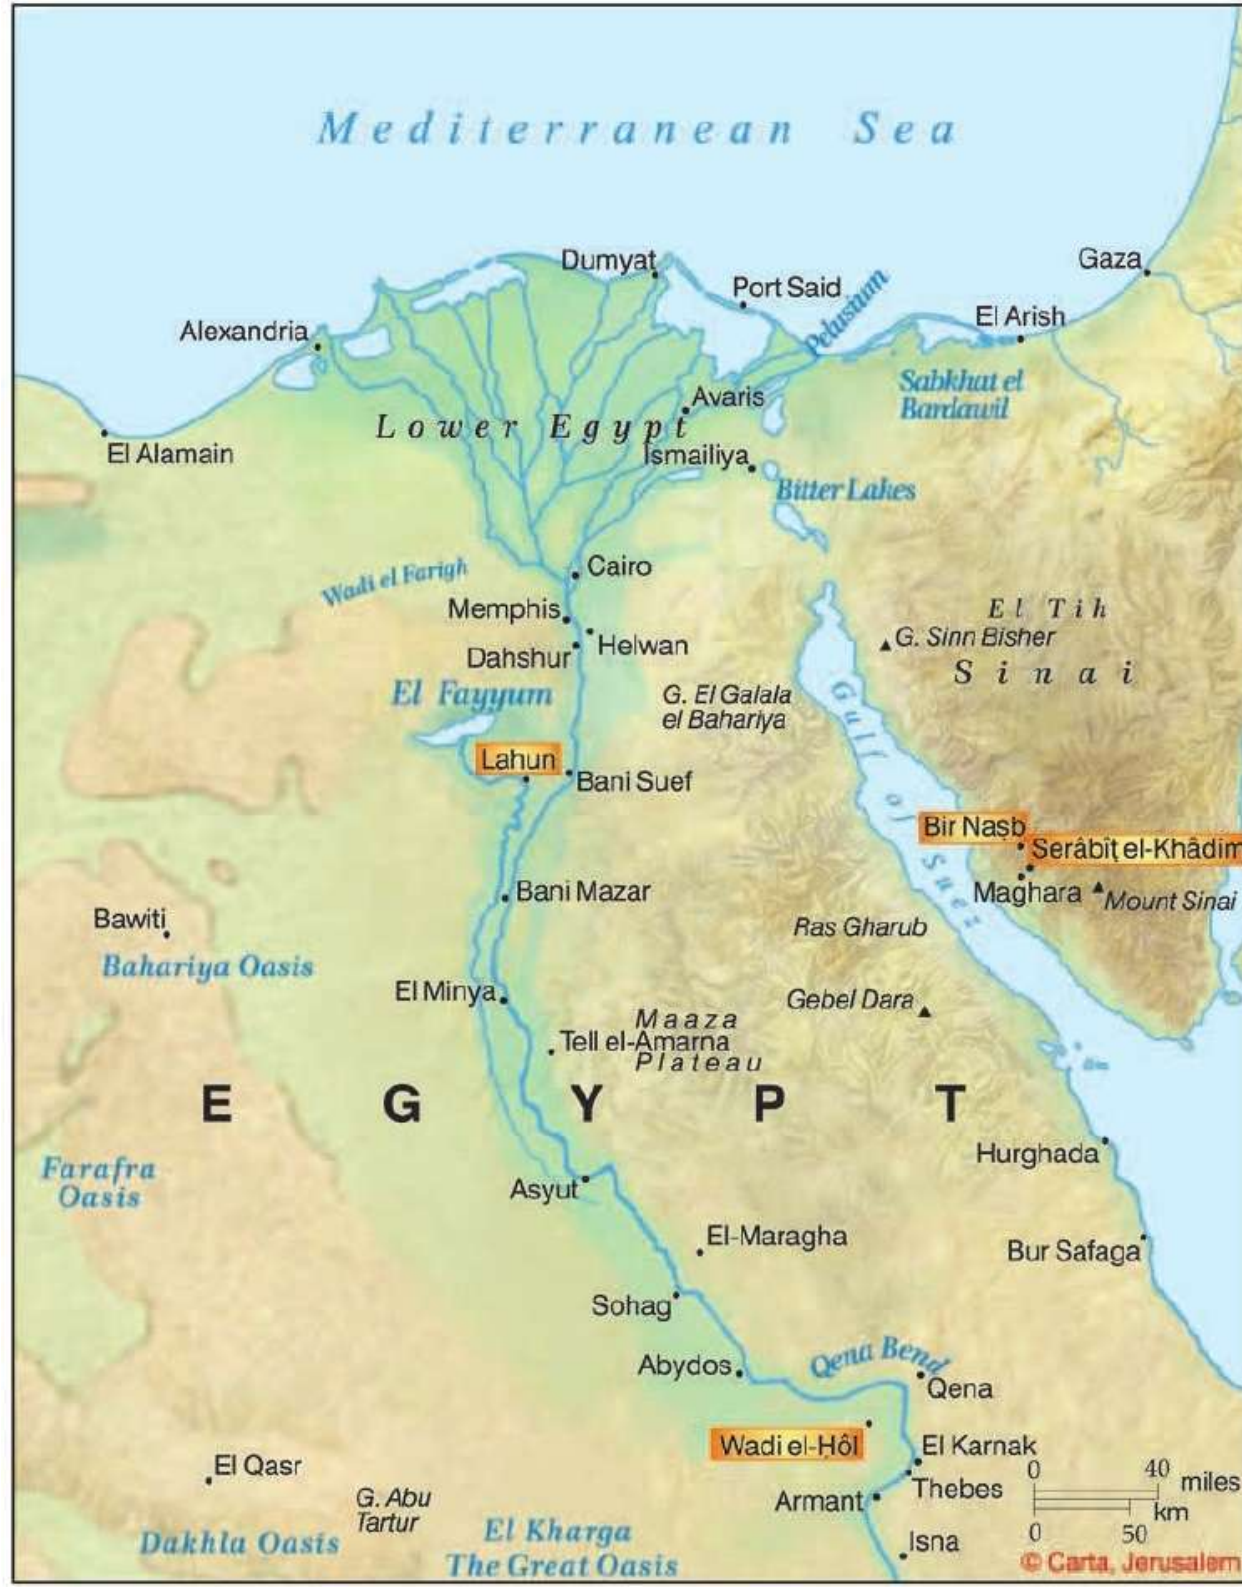 Mediterranean Sea
Dumyat
Port Said
Pelusium
Gaza
El Arish
Alexandria
Sabkhat el
Bardawil
Avaris
Lower Egypt
El Alamain
Ismailiya
Bitter Lakes
Cairo
Wadi el Farigh
Memphis
El Tih
G. Sinn Bisher
Helwan
Dahshur
Sinai
El Fayyum
G. El Galala
el Bahariya
Gulf of Suez
Lahun
Bani Suef
Bir Naṣb
Serâbîṭ el-Khâdim
Bani Mazar
Maghara
Mount Sinai
Bawiti
Ras Gharub
Bahariya Oasis
El Minya
Gebel Dara
Maaza
Plateau
Tell el-Amarna
EGYPT
Hurghada
Farafra
Oasis
Asyut
El-Maragha
Bur Safaga
Sohag
Qena Bend
Abydos
Qena
Wadi el-Ḥôl
El Karnak
El Qasr
Thebes
0 40 miles
km
0 50
G. Abu
Tartur
Armant
El Kharga
The Great Oasis
Dakhla Oasis
Isna
© Carta, Jerusalem